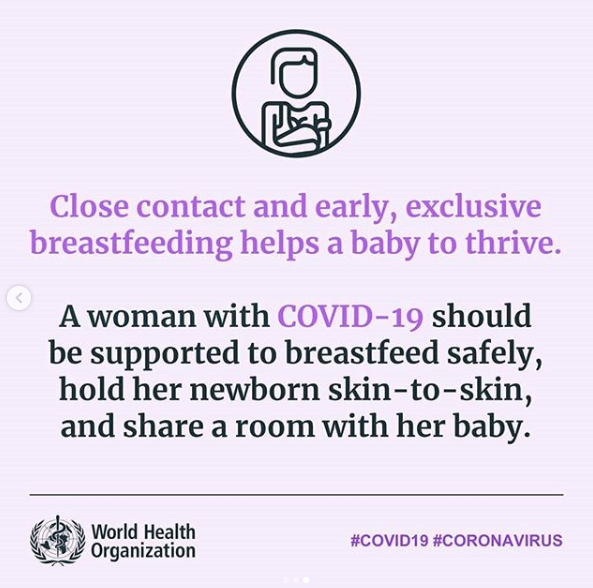 Close contact and early, exclusive
breastfeeding helps a baby to thrive.
A woman with COVID-19 should
be supported to breastfeed safely,
hold her newborn skin-to-skin,
and share a room with her baby.
World Health
Organization
#COVID19 #CORONAVIRUS